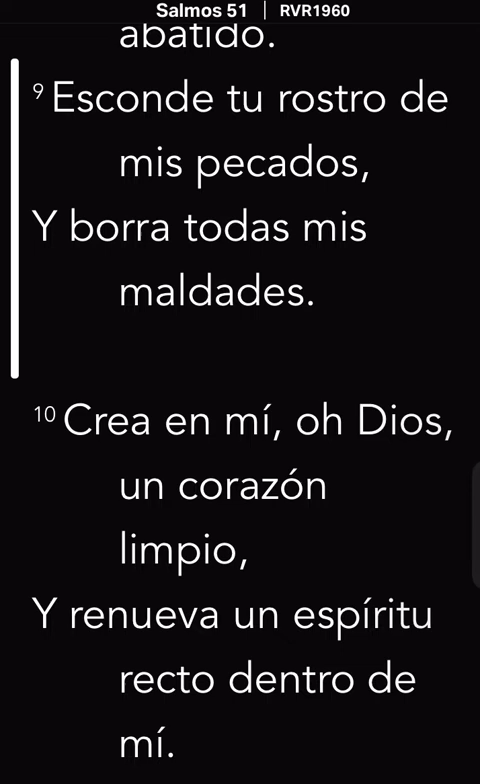 Salmos 51 | RVR1960
abatido.
9 Esconde tu rostro de
mis pecados,
Y borra todas mis
maldades.
10 Crea en mí, oh Dios,
un corazón
limpio,
Y renueva un espíritu
recto dentro de
mí.